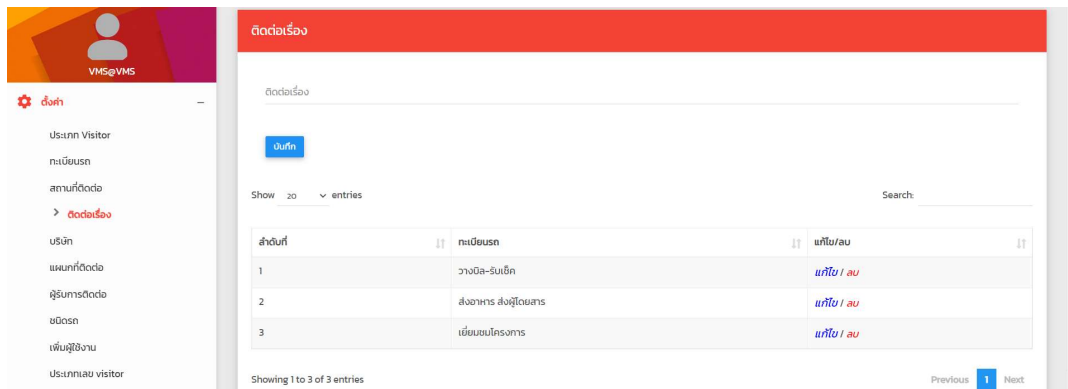 VMS@VMS
ตั้งค่า
ประเภท Visitor
ทะเบียนรถ
สถานที่ติดต่อ
ติดต่อเรื่อง
บริษัท
แผนกที่ติดต่อ
ผู้รับการติดต่อ
ชนิดรถ
เพิ่มผู้ใช้งาน
ประเภทเลข visitor
ติดต่อเรื่อง
ติดต่อเรื่อง
บันทึก
Show 20 entries Search:
ลำดับที่ ทะเบียนรถ แก้ไข/ลบ
1 วางบิล-รับเช็ค แก้ไข / ลบ
2 ส่งอาหาร ส่งผู้โดยสาร แก้ไข / ลบ
3 เยี่ยมชมโครงการ แก้ไข / ลบ
Showing 1 to 3 of 3 entries Previous 1 Next